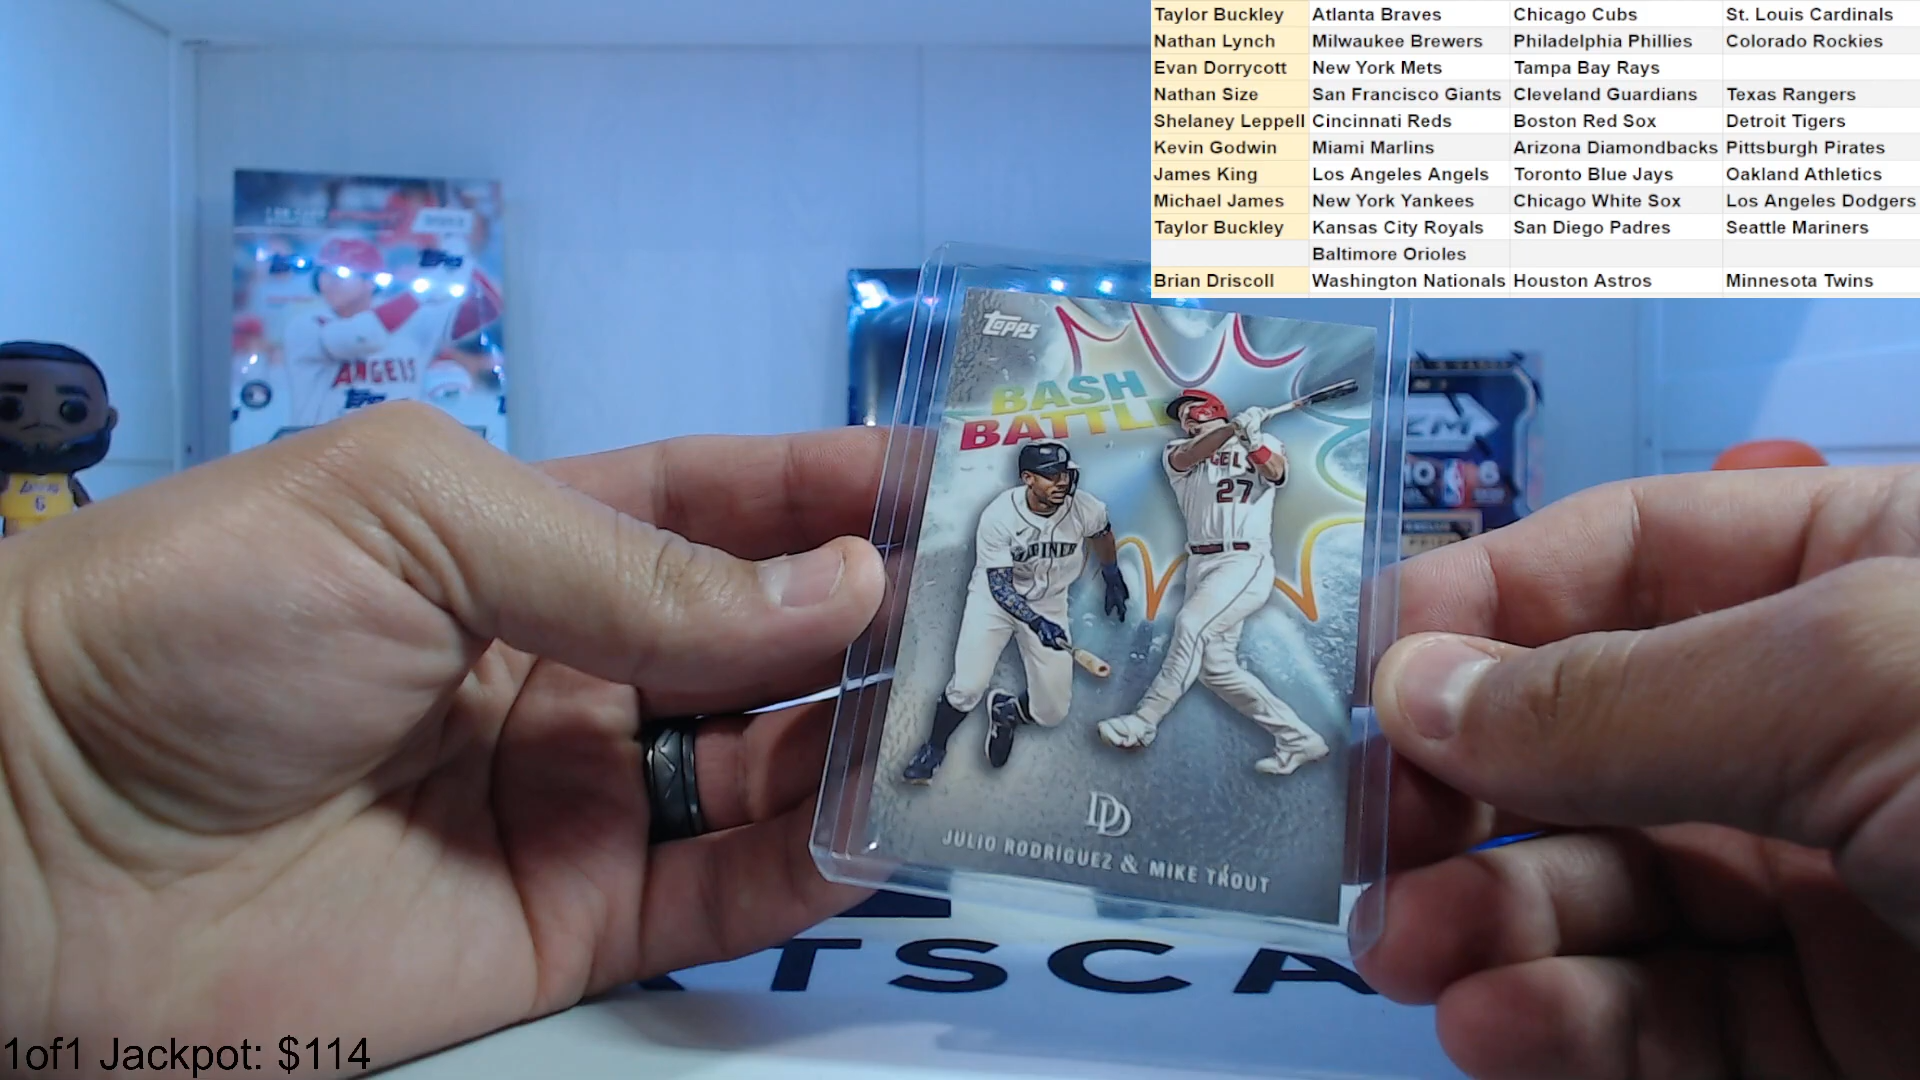 Taylor Buckley Atlanta Braves Chicago Cubs St. Louis Cardinals
Nathan Lynch Milwaukee Brewers Philadelphia Phillies Colorado Rockies
Evan Dorrycott New York Mets Tampa Bay Rays
Nathan Size San Francisco Giants Cleveland Guardians Texas Rangers
Shelaney Leppell Cincinnati Reds Boston Red Sox Detroit Tigers
Kevin Godwin Miami Marlins Arizona Diamondbacks Pittsburgh Pirates
James King Los Angeles Angels Toronto Blue Jays Oakland Athletics
Michael James New York Yankees Chicago White Sox Los Angeles Dodgers
Taylor Buckley Kansas City Royals San Diego Padres Seattle Mariners
Baltimore Orioles
Brian Driscoll Washington Nationals Houston Astros Minnesota Twins
Topps
BASH
BATTLE
27
DD
JULIO RODRÍGUEZ & MIKE TROUT
ANGELS
6
TSCA
1of1 Jackpot: $114